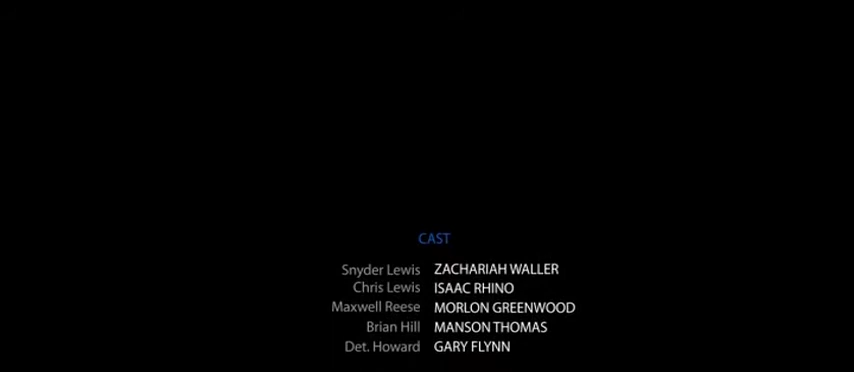 CAST
Snyder Lewis ZACHARIAH WALLER
Chris Lewis ISAAC RHINO
Maxwell Reese MORLON GREENWOOD
Brian Hill MANSON THOMAS
Det. Howard GARY FLYNN